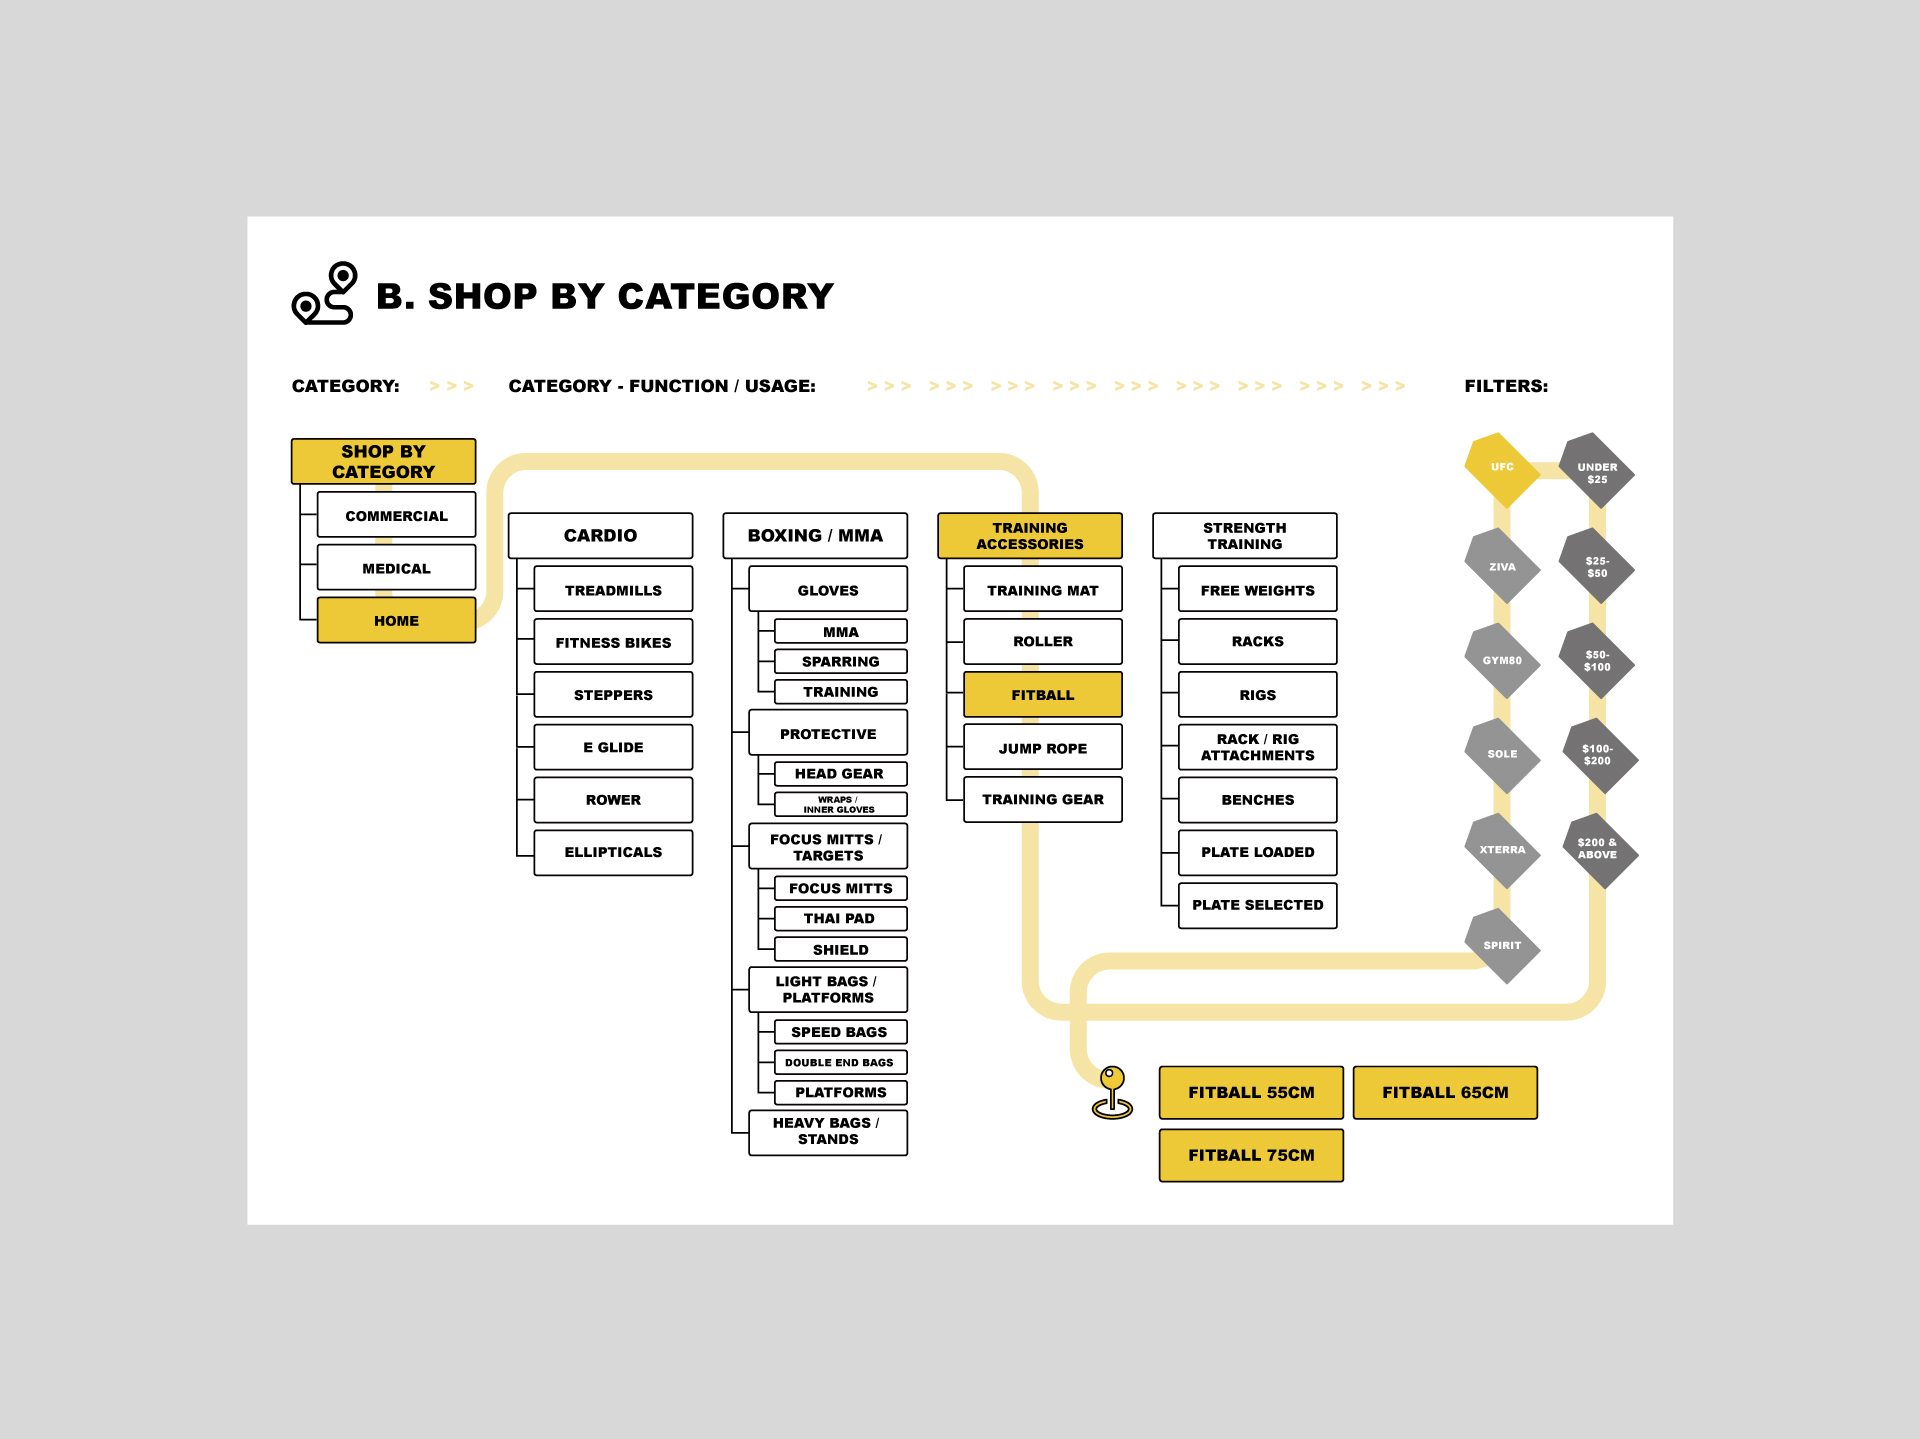 B. SHOP BY CATEGORY
CATEGORY: > > >
CATEGORY - FUNCTION / USAGE: > > > > > > > > > > > > > > > > > > > > > > > > > > >
FILTERS:
SHOP BY
CATEGORY
COMMERCIAL
MEDICAL
HOME
CARDIO
TREADMILLS
FITNESS BIKES
STEPPERS
E GLIDE
ROWER
ELLIPTICALS
BOXING / MMA
GLOVES
MMA
SPARRING
TRAINING
PROTECTIVE
HEAD GEAR
WRAPS /
INNER GLOVES
FOCUS MITTS /
TARGETS
FOCUS MITTS
THAI PAD
SHIELD
LIGHT BAGS /
PLATFORMS
SPEED BAGS
DOUBLE END BAGS
PLATFORMS
HEAVY BAGS /
STANDS
TRAINING
ACCESSORIES
TRAINING MAT
ROLLER
FITBALL
JUMP ROPE
TRAINING GEAR
STRENGTH
TRAINING
FREE WEIGHTS
RACKS
RIGS
RACK / RIG
ATTACHMENTS
BENCHES
PLATE LOADED
PLATE SELECTED
UFC
ZIVA
GYM80
SOLE
XTERRA
SPIRIT
UNDER
$25
$25-
$50
$50-
$100
$100-
$200
$200 &
ABOVE
FITBALL 55CM
FITBALL 65CM
FITBALL 75CM